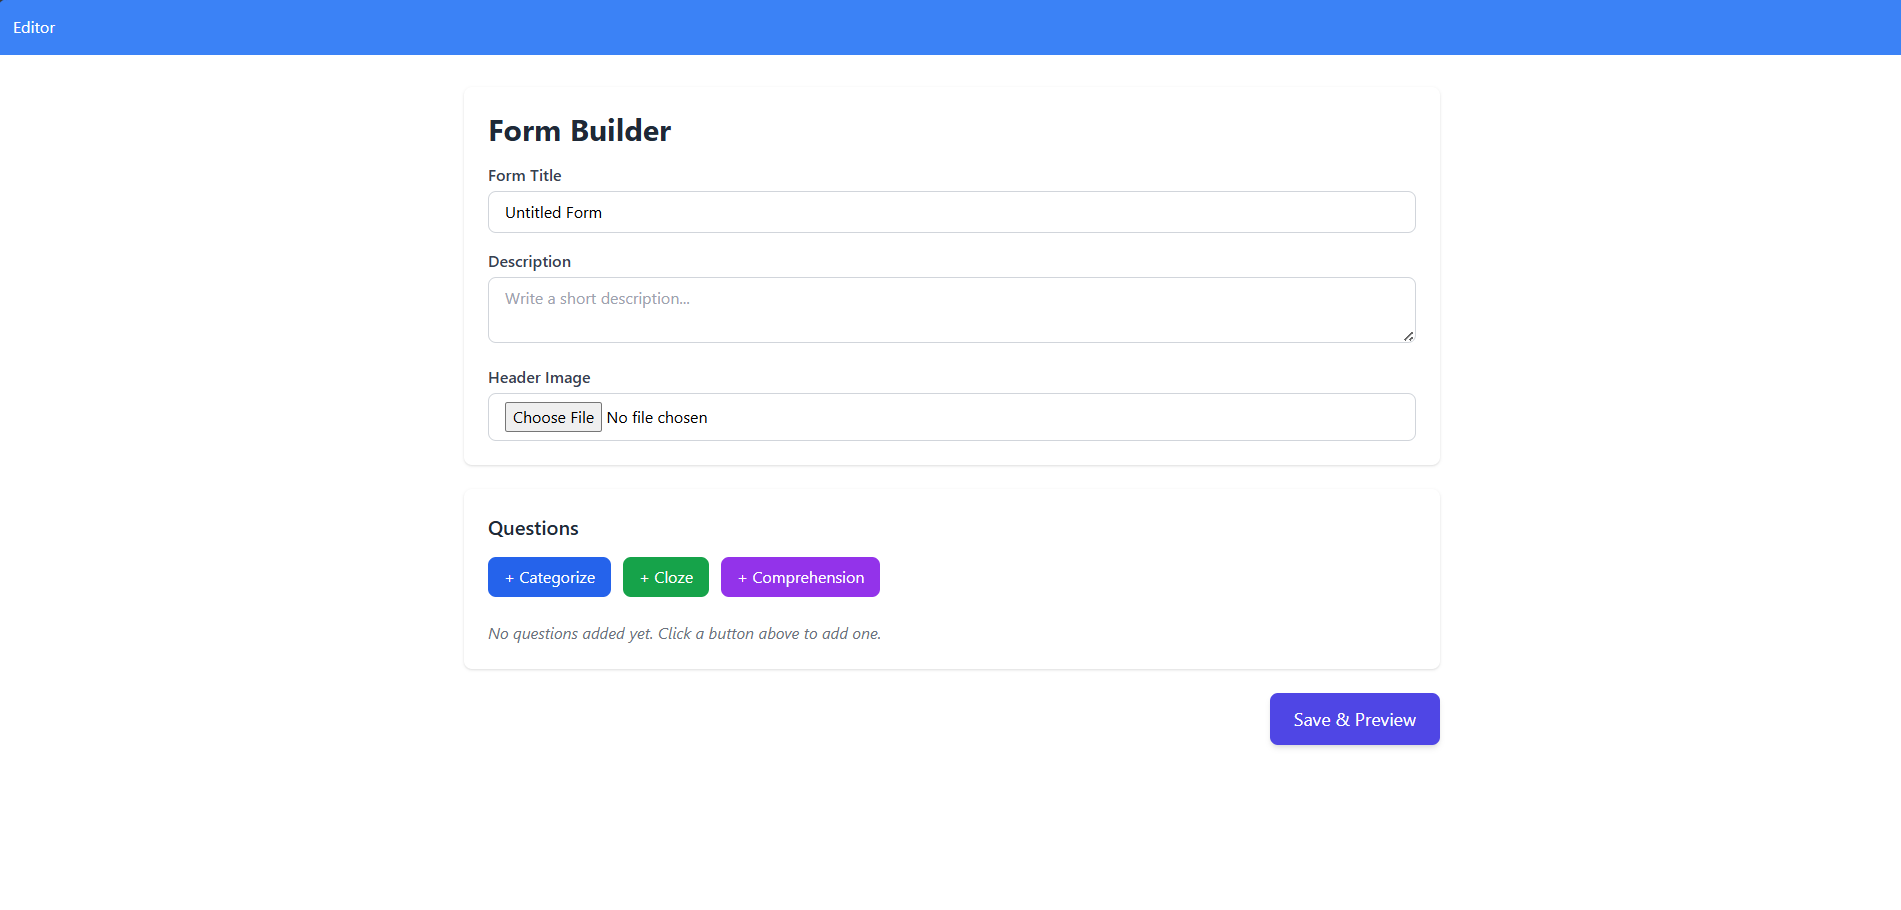 Editor
Form Builder
Form Title
Untitled Form
Description
Write a short description...
Header Image
Choose File No file chosen
Questions
+ Categorize + Cloze + Comprehension
No questions added yet. Click a button above to add one.
Save & Preview